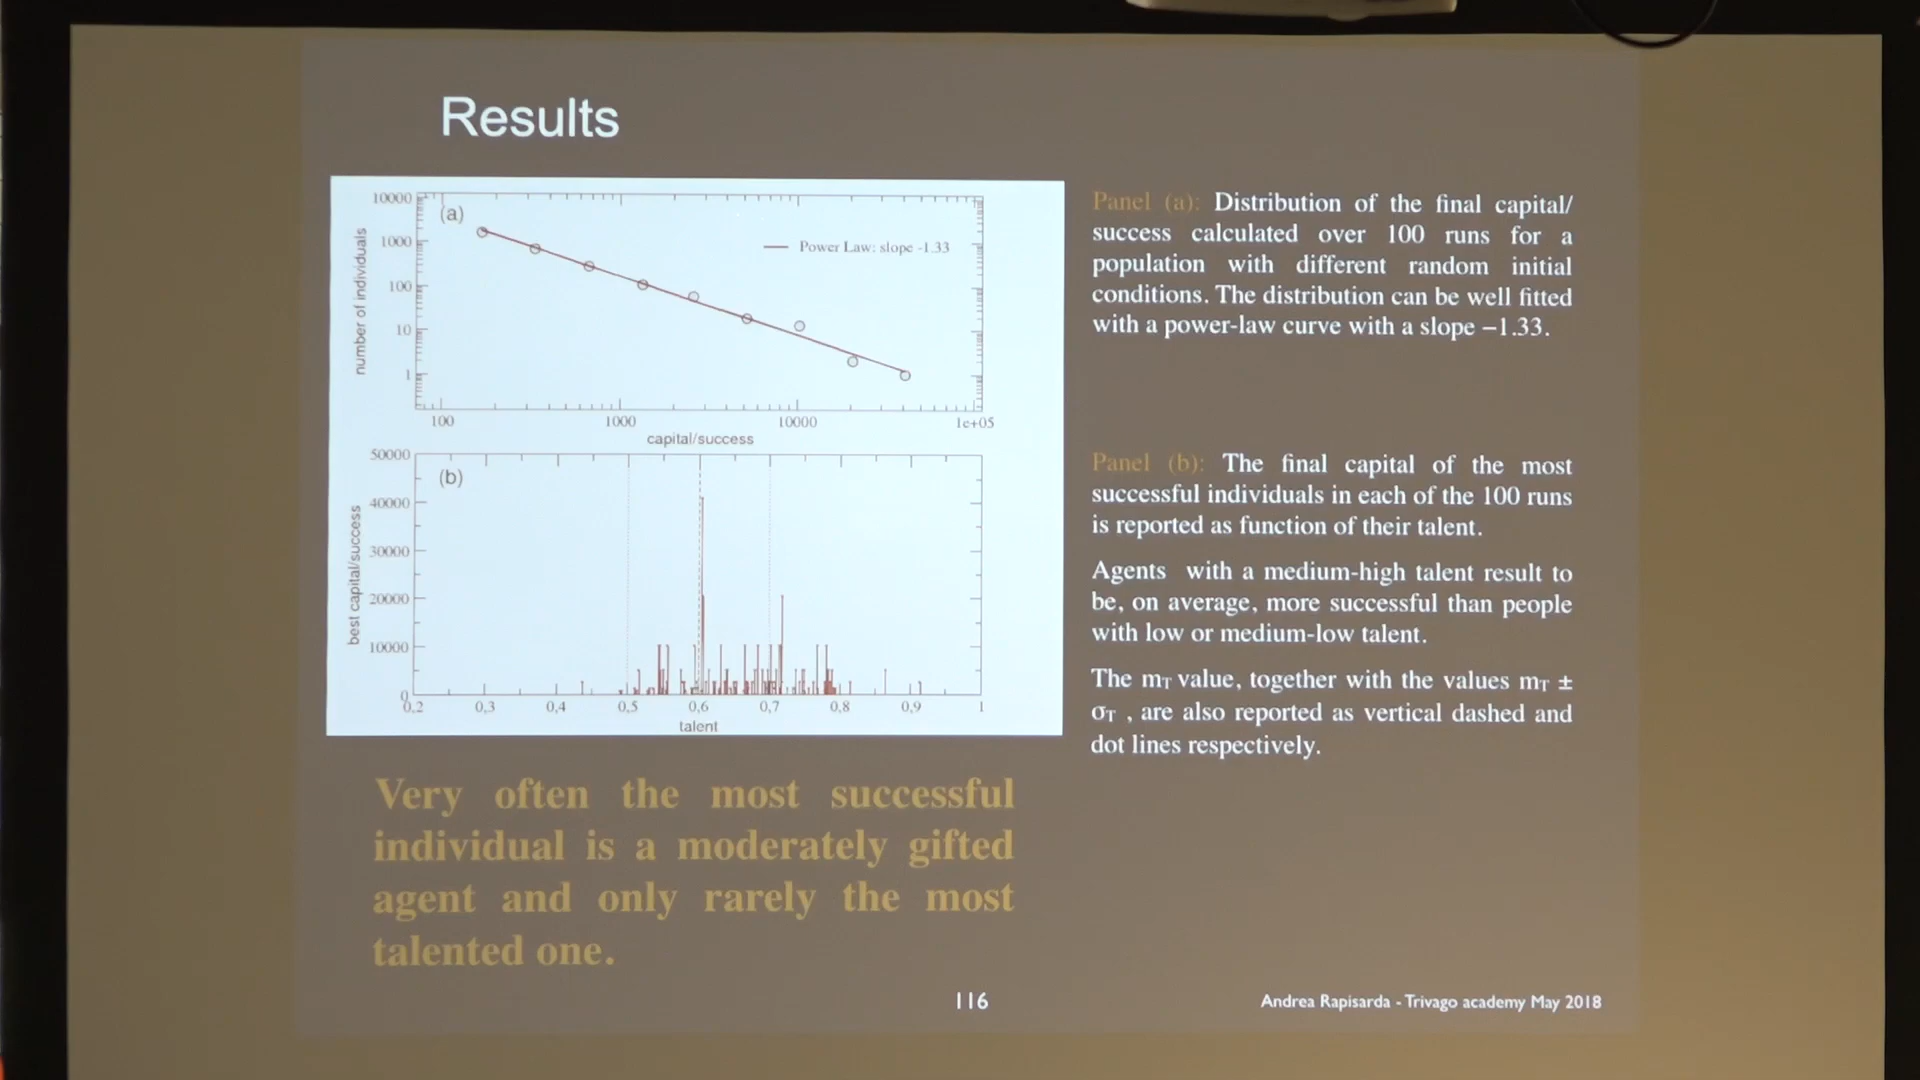 Results
10000
1000
100
10
1
number of individuals
(a)
Power Law: slope -1.33
100
1000
10000
1e+05
capital/success
50000
40000
30000
20000
10000
0
best capital/success
(b)
0,2
0,3
0,4
0,5
0,6
0,7
0,8
0,9
1
talent
Panel (a): Distribution of the final capital/
success calculated over 100 runs for a
population with different random initial
conditions. The distribution can be well fitted
with a power-law curve with a slope −1.33.
Panel (b): The final capital of the most
successful individuals in each of the 100 runs
is reported as function of their talent.
Agents with a medium-high talent result to
be, on average, more successful than people
with low or medium-low talent.
The mT value, together with the values mT ±
σT , are also reported as vertical dashed and
dot lines respectively.
Very often the most successful
individual is a moderately gifted
agent and only rarely the most
talented one.
116
Andrea Rapisarda - Trivago academy May 2018